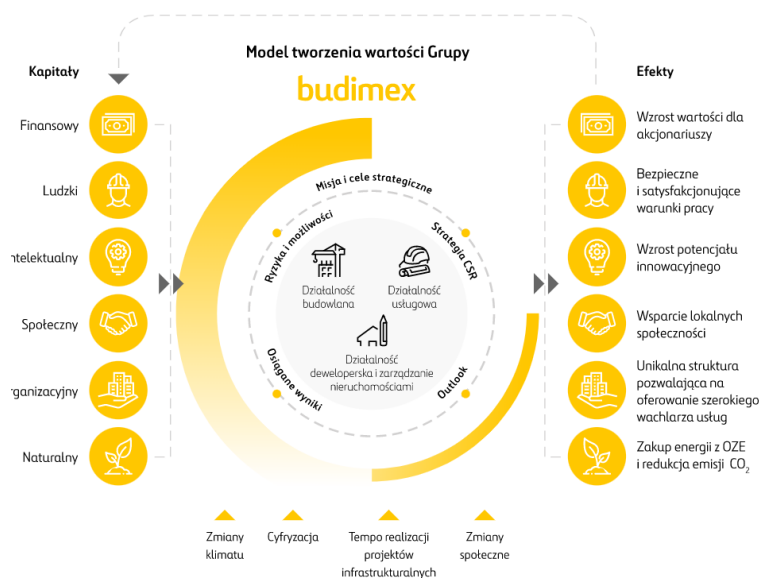 Model tworzenia wartości Grupy
budimex
Kapitały
Finansowy
Ludzki
ntelektualny
Społeczny
rganizacyjny
Naturalny
Misja i cele strategiczne
Ryzyka i możliwości
Strategia CSR
Osiągane wyniki
Outlook
Działalność
budowlana
Działalność
usługowa
Działalność
deweloperska i zarządzanie
nieruchomościami
Efekty
Wzrost wartości dla
akcjonariuszy
Bezpieczne
i satysfakcjonujące
warunki pracy
Wzrost potencjału
innowacyjnego
Wsparcie lokalnych
społeczności
Unikalna struktura
pozwalająca na
oferowanie szerokiego
wachlarza usług
Zakup energii z OZE
i redukcja emisji CO₂
Zmiany
klimatu
Cyfryzacja
Tempo realizacji
projektów
infrastrukturalnych
Zmiany
społeczne